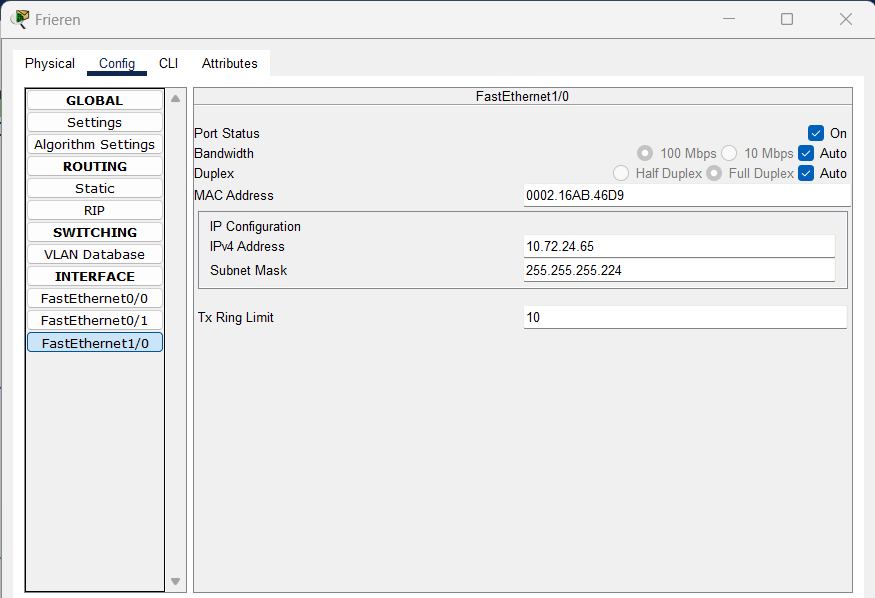 Frieren
Physical Config CLI Attributes
GLOBAL
Settings
Algorithm Settings
ROUTING
Static
RIP
SWITCHING
VLAN Database
INTERFACE
FastEthernet0/0
FastEthernet0/1
FastEthernet1/0
FastEthernet1/0
Port Status On
Bandwidth 100 Mbps 10 Mbps Auto
Duplex Half Duplex Full Duplex Auto
MAC Address 0002.16AB.46D9
IP Configuration
IPv4 Address 10.72.24.65
Subnet Mask 255.255.255.224
Tx Ring Limit 10